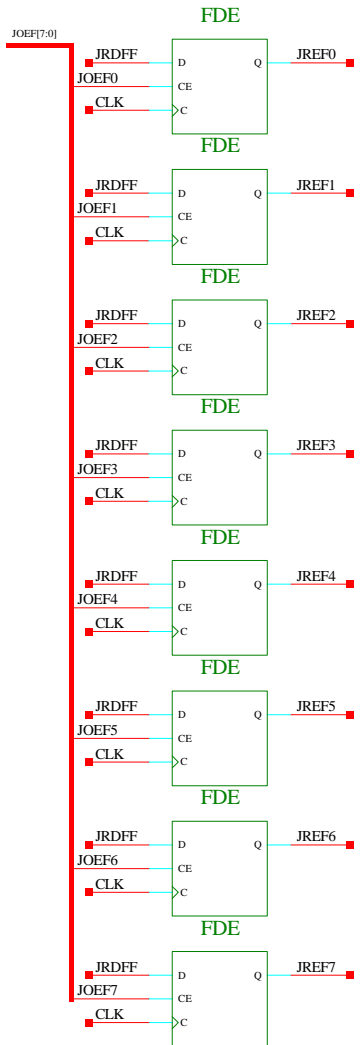 FDE
JOEF[7:0]
JRDFF D Q JREF0
JOEF0 CE
CLK C
FDE
JRDFF D Q JREF1
JOEF1 CE
CLK C
FDE
JRDFF D Q JREF2
JOEF2 CE
CLK C
FDE
JRDFF D Q JREF3
JOEF3 CE
CLK C
FDE
JRDFF D Q JREF4
JOEF4 CE
CLK C
FDE
JRDFF D Q JREF5
JOEF5 CE
CLK C
FDE
JRDFF D Q JREF6
JOEF6 CE
CLK C
FDE
JRDFF D Q JREF7
JOEF7 CE
CLK C